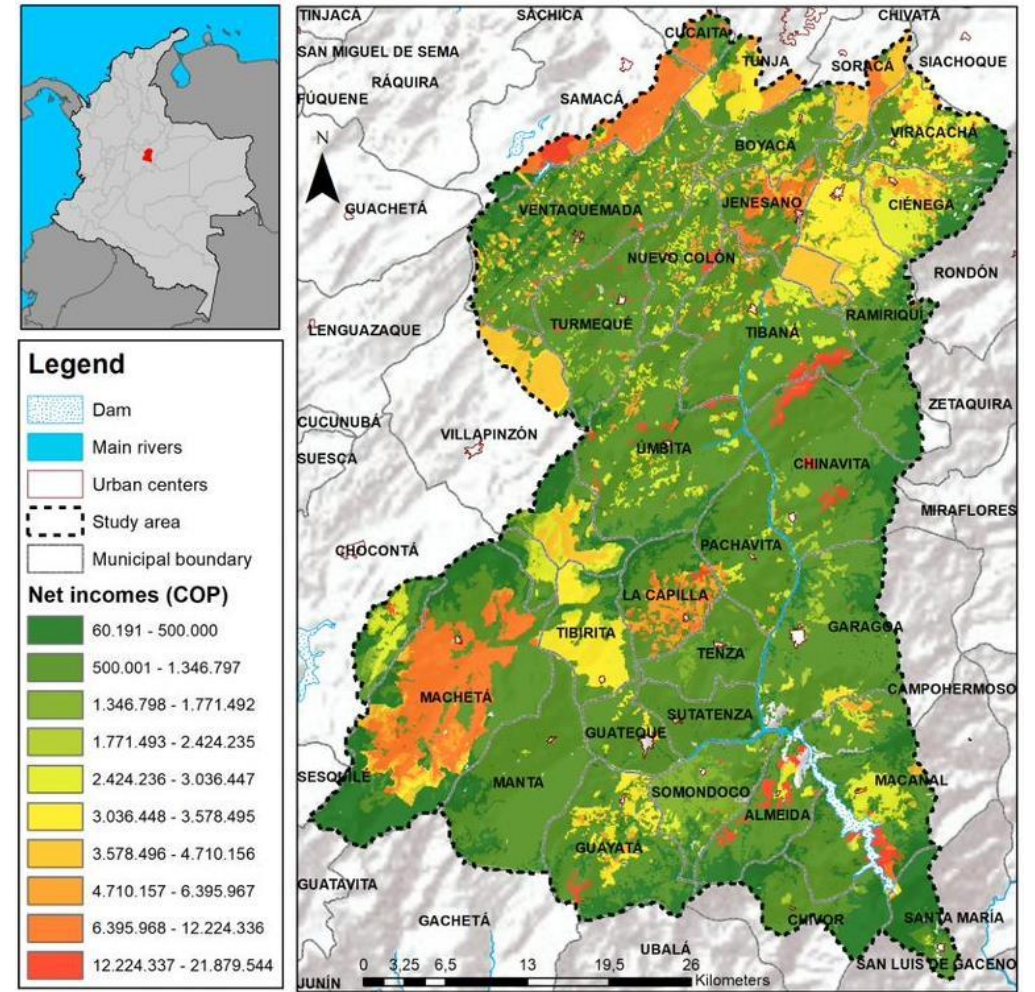 Legend
Dam
Main rivers
Urban centers
Study area
Municipal boundary
Net incomes (COP)
60.191 - 500.000
500.001 - 1.346.797
1.346.798 - 1.771.492
1.771.493 - 2.424.235
2.424.236 - 3.036.447
3.036.448 - 3.578.495
3.578.496 - 4.710.156
4.710.157 - 6.395.967
6.395.968 - 12.224.336
12.224.337 - 21.879.544
TINJACÁ
SÁCHICA
CHIVATÁ
CUCAITA
SAN MIGUEL DE SEMA
TUNJA
SORACÁ
SIACHOQUE
RÁQUIRA
FÚQUENE
SAMACÁ
N
BOYACÁ
VIRACACHÁ
GUACHETÁ
VENTAQUEMADA
JENESANO
CIÉNEGA
NUEVO COLÓN
RONDÓN
LENGUAZAQUE
TURMEQUÉ
TIBANÁ
RAMIRIQUÍ
CUCUNUBÁ
ZETAQUIRA
VILLAPINZÓN
SUESCA
ÚMBITA
CHINAVITA
MIRAFLORES
CHOCONTÁ
PACHAVITA
LA CAPILLA
TIBIRITA
GARAGOA
TENZA
MACHETÁ
CAMPOHERMOSO
SUTATENZA
GUATEQUE
SESQUILÉ
MANTA
SOMONDOCO
MACANAL
ALMEIDA
GUAYATÁ
GUATAVITA
GACHETÁ
CHIVOR
SANTA MARÍA
UBALÁ
SAN LUIS DE GACENO
JUNÍN
0 3,25 6,5 13 19,5 26
Kilometers